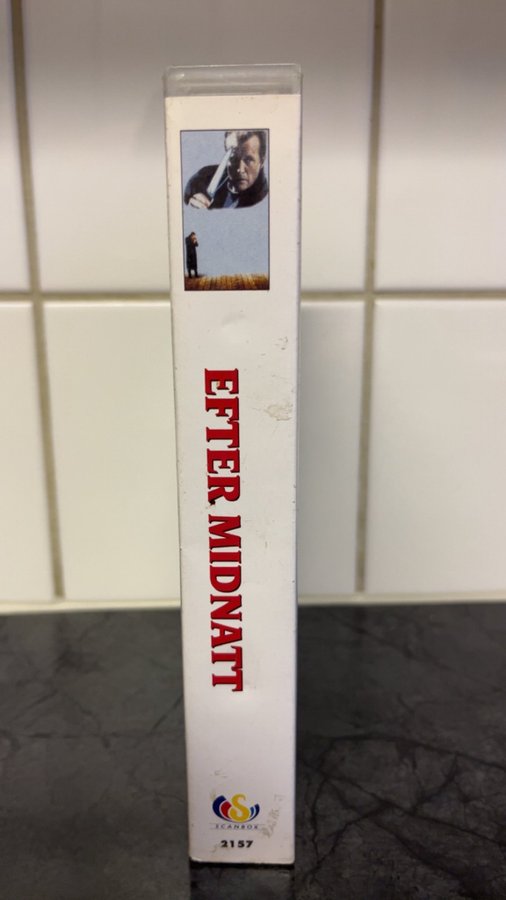 EFTER MIDNATT
SCANBOX
2157